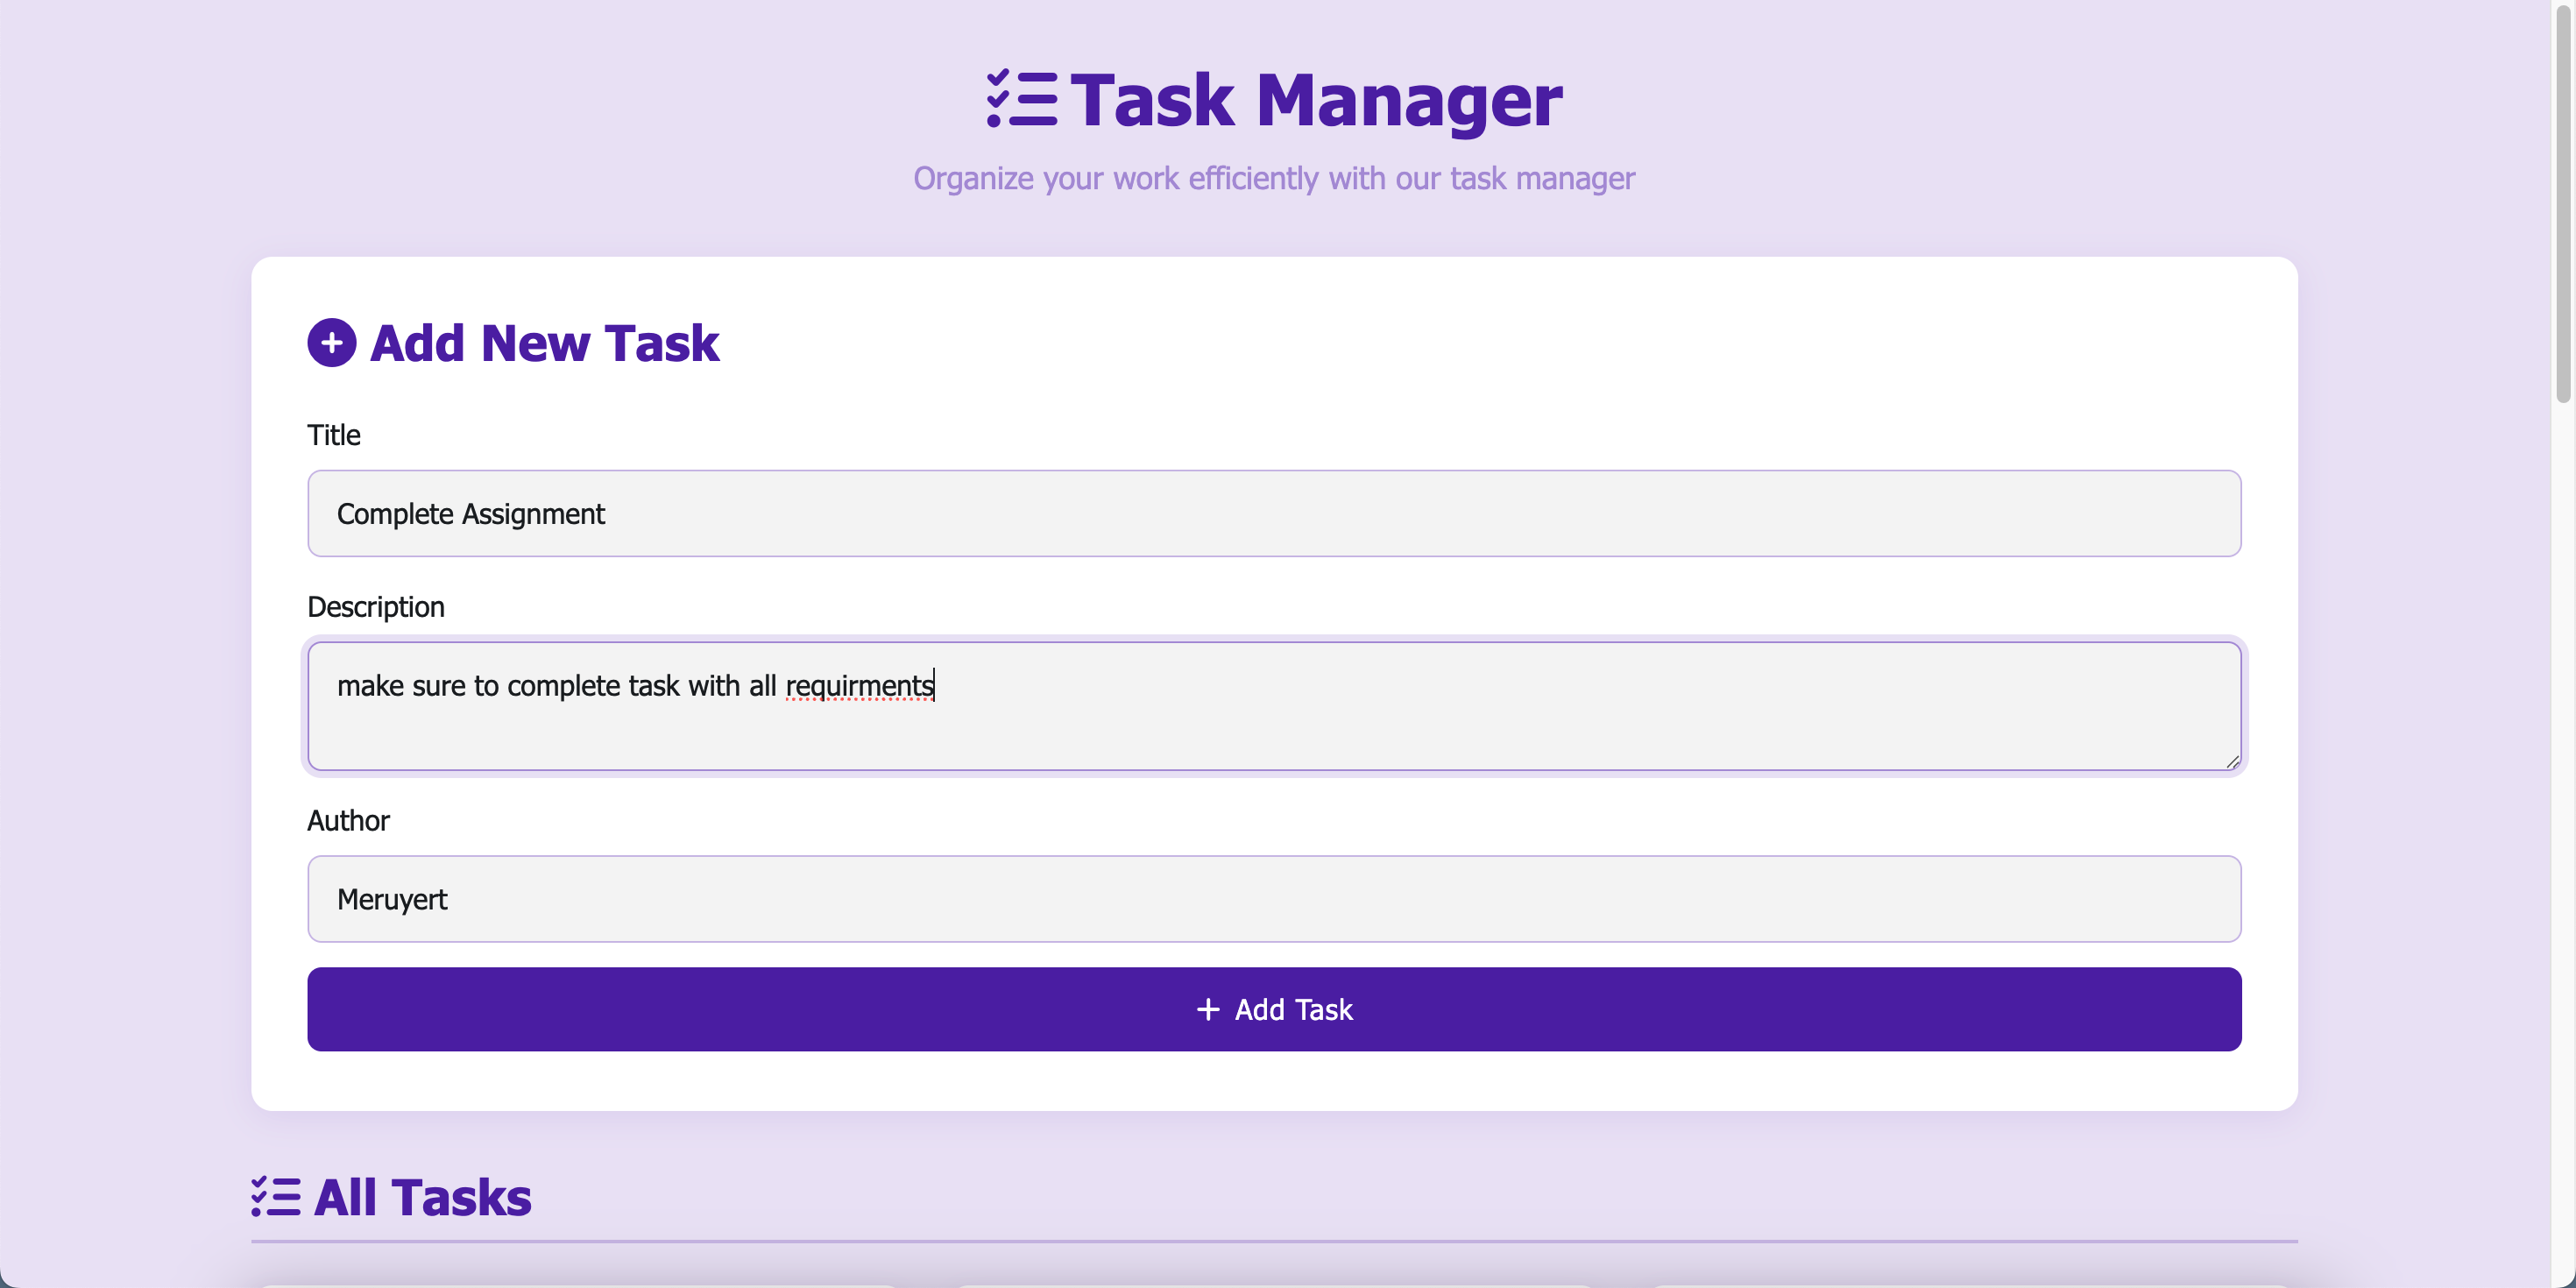 Task Manager
Organize your work efficiently with our task manager
Add New Task
Title
Complete Assignment
Description
make sure to complete task with all requirments
Author
Meruyert
+ Add Task
All Tasks